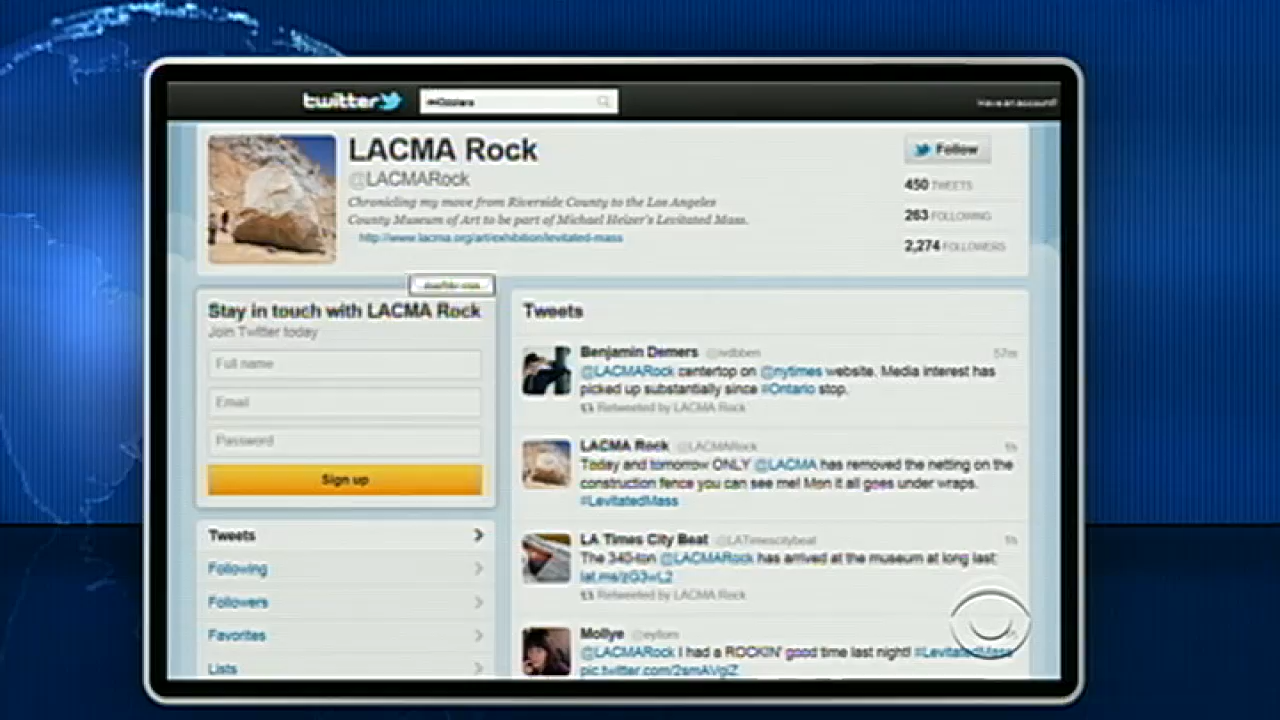 twitter
Have an account?
LACMA Rock
@LACMARock
Chronicling my move from Riverside County to the Los Angeles
County Museum of Art to be part of Michael Heizer's Levitated Mass.
http://www.lacma.org/art/exhibition/levitated-mass
Follow
450 TWEETS
263 FOLLOWING
2,274 FOLLOWERS
Stay in touch with LACMA Rock
Join Twitter today
Full name
Email
Password
Sign up
Tweets
Following
Followers
Favorites
Lists
Tweets
Benjamin Demers 57m
@LACMARock centertop on @nytimes website. Media interest has
picked up substantially since #Ontario stop.
Retweeted by LACMA Rock
LACMA Rock @LACMARock 1h
Today and tomorrow ONLY @LACMA has removed the netting on the
construction fence you can see me! Mon it all goes under wraps.
#LevitatedMass
LA Times City Beat @LATimescitybeat 1h
The 340-ton @LACMARock has arrived at the museum at long last:
lat.ms/zG3wL2
Retweeted by LACMA Rock
Mollye
@LACMARock I had a ROCKIN' good time last night! #LevitatedMass
pic.twitter.com/2smAVgiZ